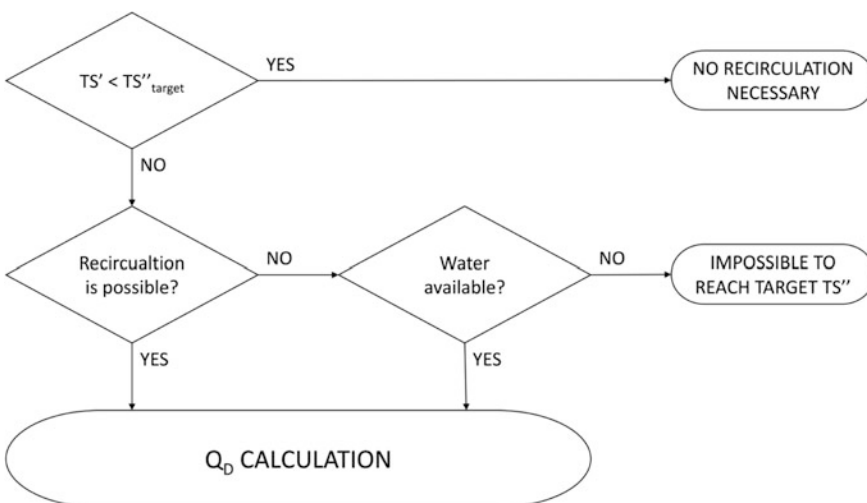 YES
TS' < TS''target
NO RECIRCULATION
NECESSARY
NO
Recircualtion
is possible?
NO
Water
available?
NO
IMPOSSIBLE TO
REACH TARGET TS''
YES
YES
QD CALCULATION